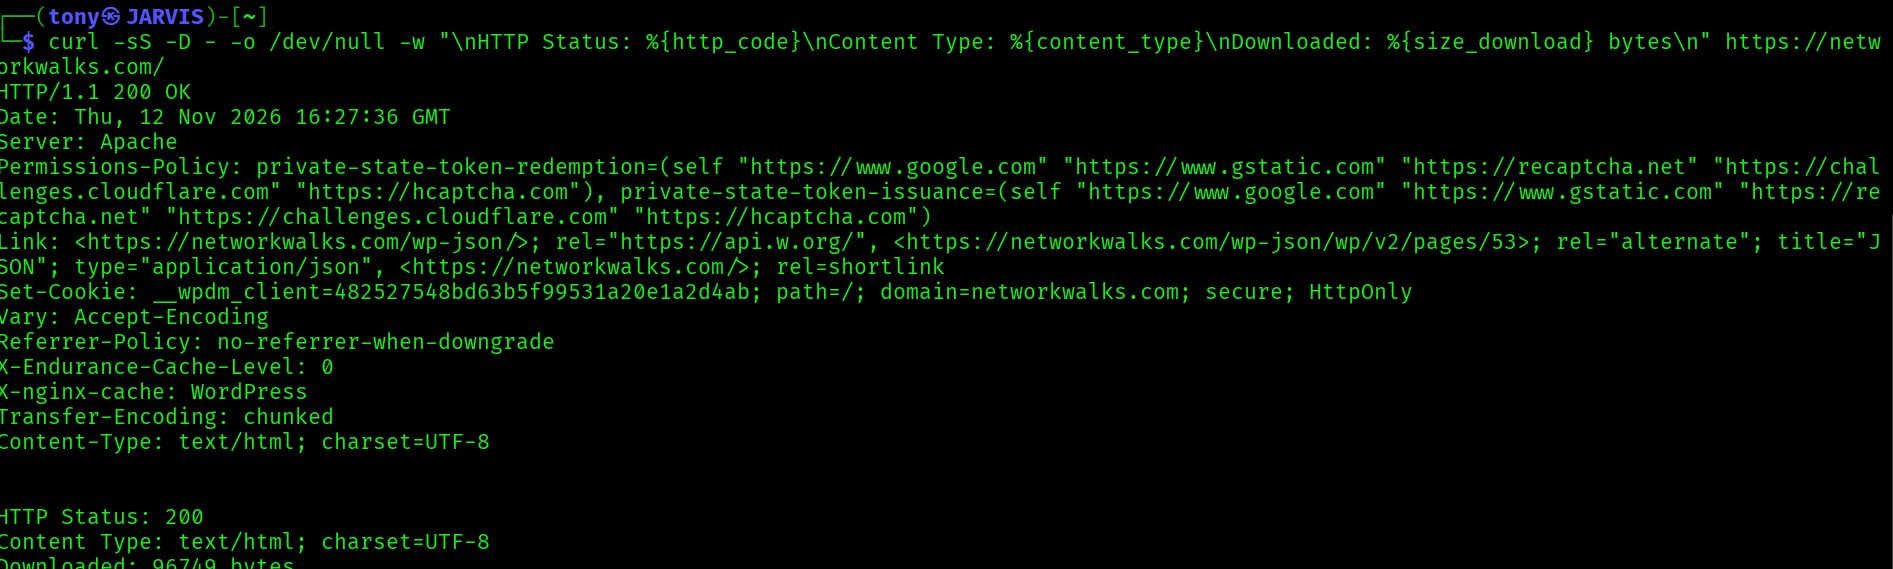 ┌──(tony㉿JARVIS)-[~]
└─$ curl -sS -D - -o /dev/null -w "\nHTTP Status: %{http_code}\nContent Type: %{content_type}\nDownloaded: %{size_download} bytes\n" https://netw
orkwalks.com/
HTTP/1.1 200 OK
Date: Thu, 12 Nov 2026 16:27:36 GMT
Server: Apache
Permissions-Policy: private-state-token-redemption=(self "https://www.google.com" "https://www.gstatic.com" "https://recaptcha.net" "https://chal
lenges.cloudflare.com" "https://hcaptcha.com"), private-state-token-issuance=(self "https://www.google.com" "https://www.gstatic.com" "https://re
captcha.net" "https://challenges.cloudflare.com" "https://hcaptcha.com")
Link: <https://networkwalks.com/wp-json/>; rel="https://api.w.org/", <https://networkwalks.com/wp-json/wp/v2/pages/53>; rel="alternate"; title="J
SON"; type="application/json", <https://networkwalks.com/>; rel=shortlink
Set-Cookie: __wpdm_client=482527548bd63b5f99531a20e1a2d4ab; path=/; domain=networkwalks.com; secure; HttpOnly
Vary: Accept-Encoding
Referrer-Policy: no-referrer-when-downgrade
X-Endurance-Cache-Level: 0
X-nginx-cache: WordPress
Transfer-Encoding: chunked
Content-Type: text/html; charset=UTF-8
HTTP Status: 200
Content Type: text/html; charset=UTF-8
Downloaded: 96749 bytes